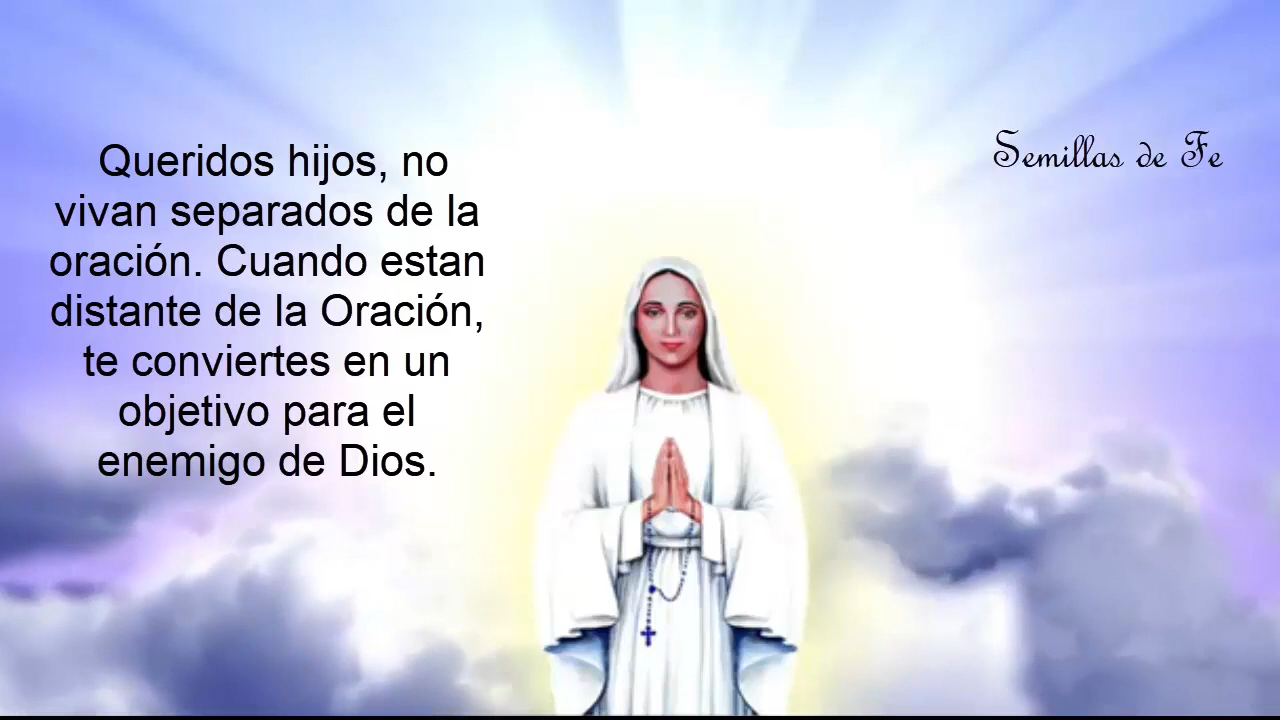 Queridos hijos, no
vivan separados de la
oración. Cuando estan
distante de la Oración,
te conviertes en un
objetivo para el
enemigo de Dios.
Semillas de Fe